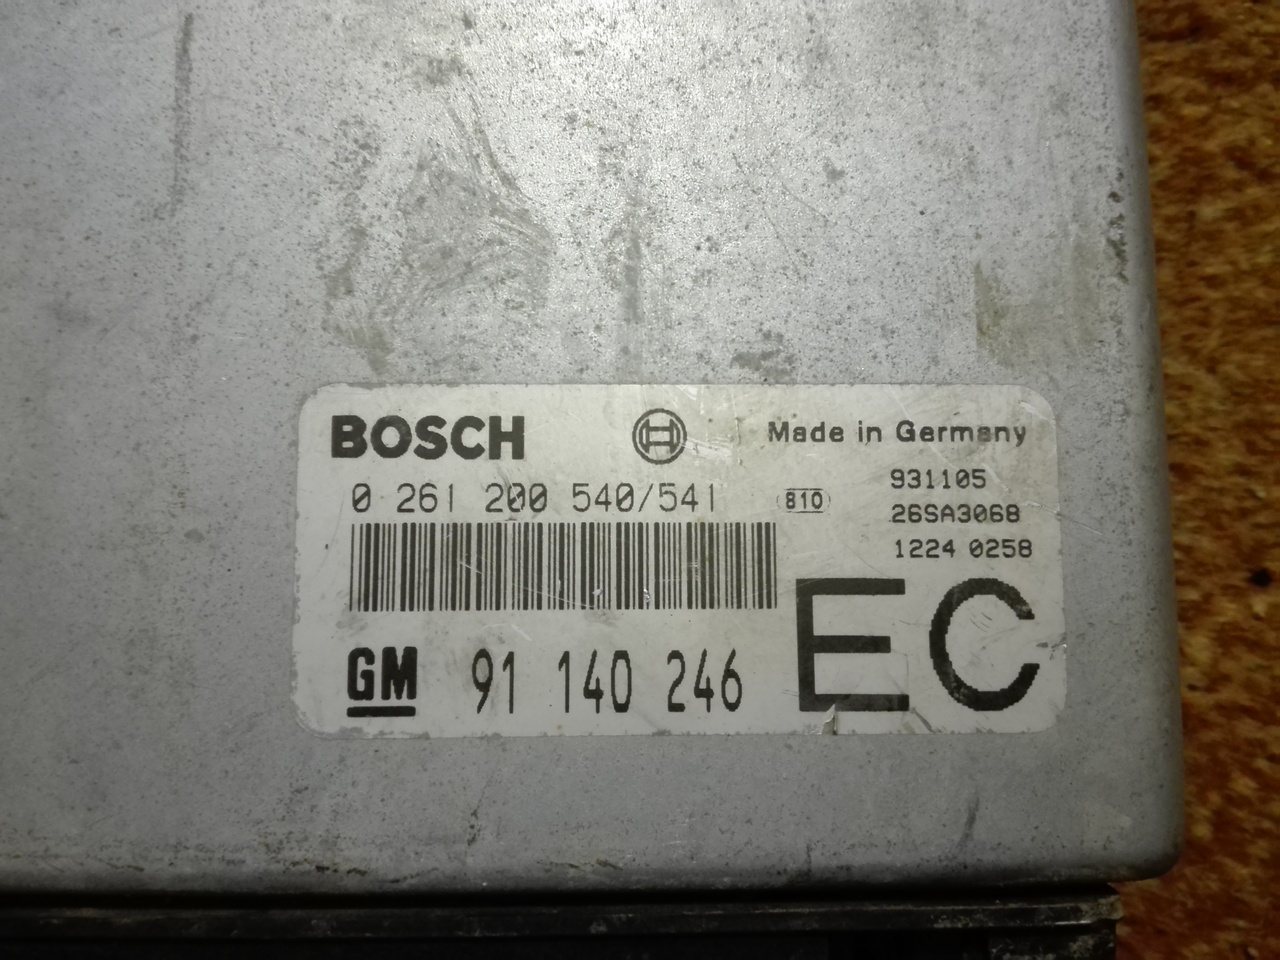 BOSCH
Made in Germany
0 261 200 540/541
810
931105
26SA3068
1224 0258
EC
GM 91 140 246